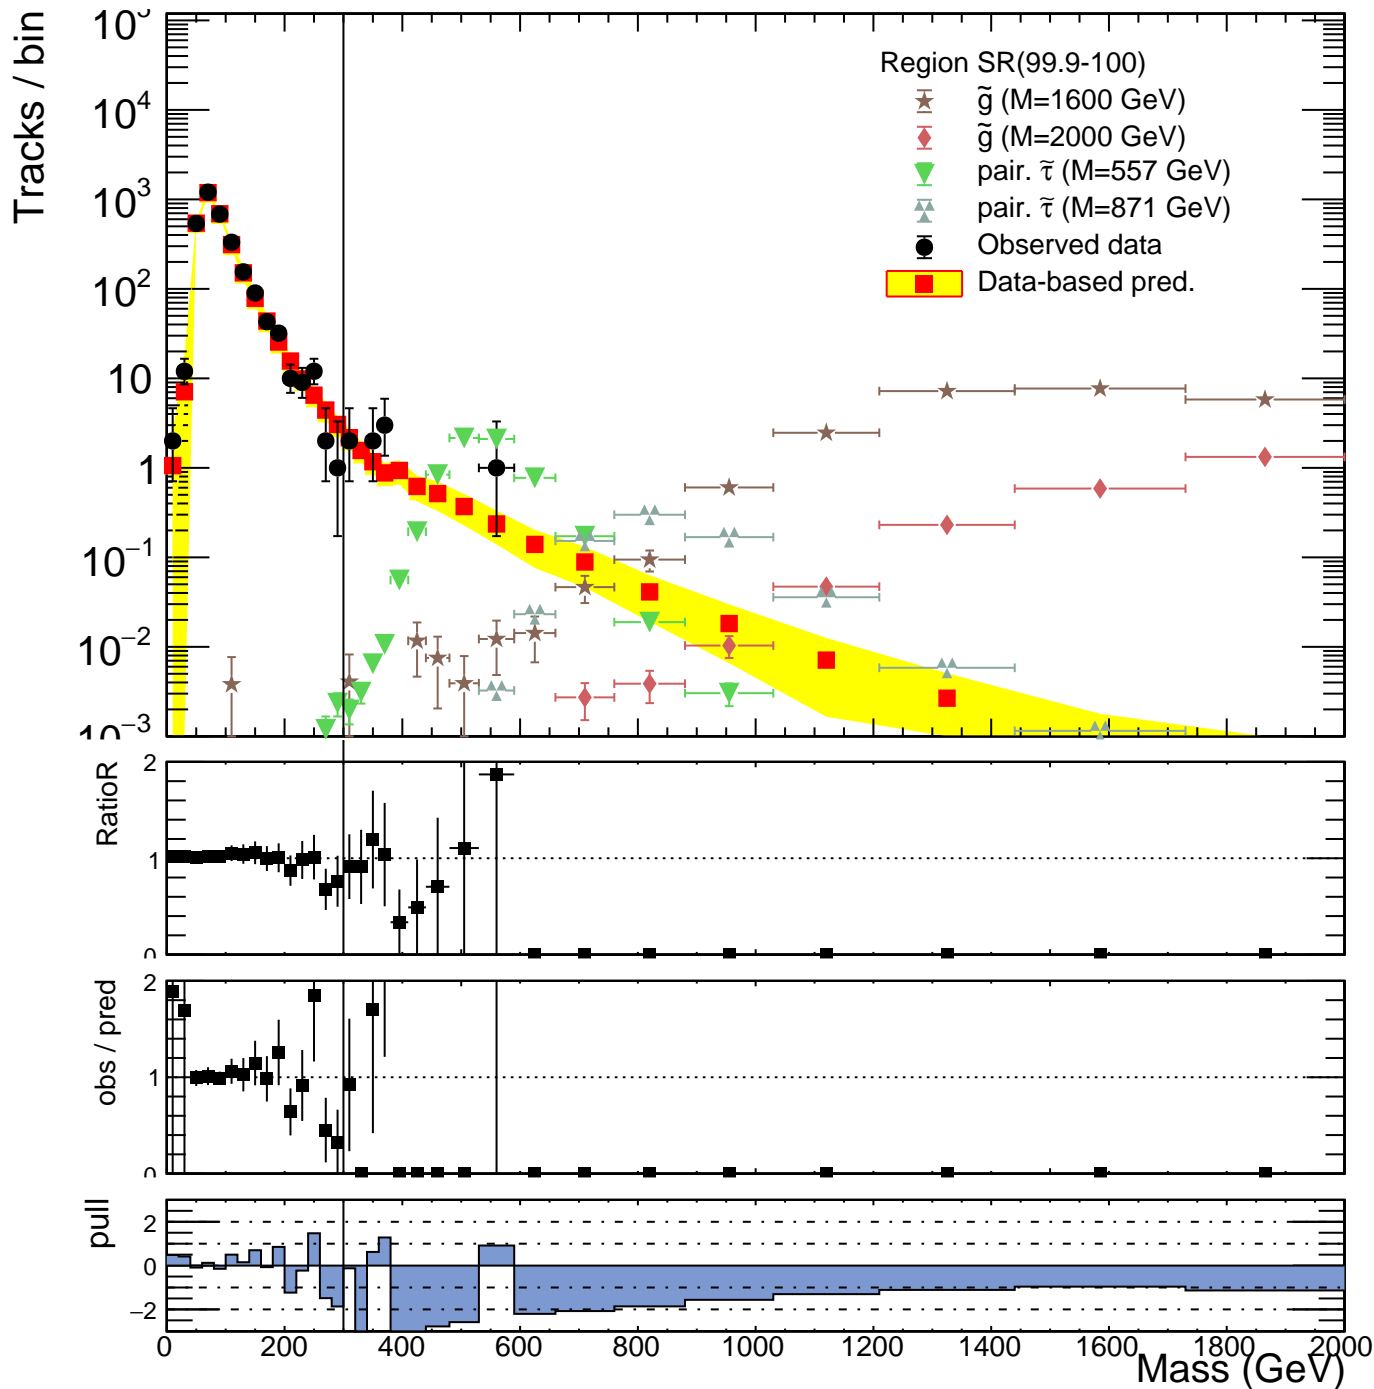 Tracks / bin
10⁵
10⁴
10³
10²
10
1
10⁻¹
10⁻²
10⁻³
Region SR(99.9-100)
g̃ (M=1600 GeV)
g̃ (M=2000 GeV)
pair. τ̃ (M=557 GeV)
pair. τ̃ (M=871 GeV)
Observed data
Data-based pred.
RatioR
2
1
0
obs / pred
2
1
0
pull
2
0
−2
0 200 400 600 800 1000 1200 1400 1600 1800 2000
Mass (GeV)